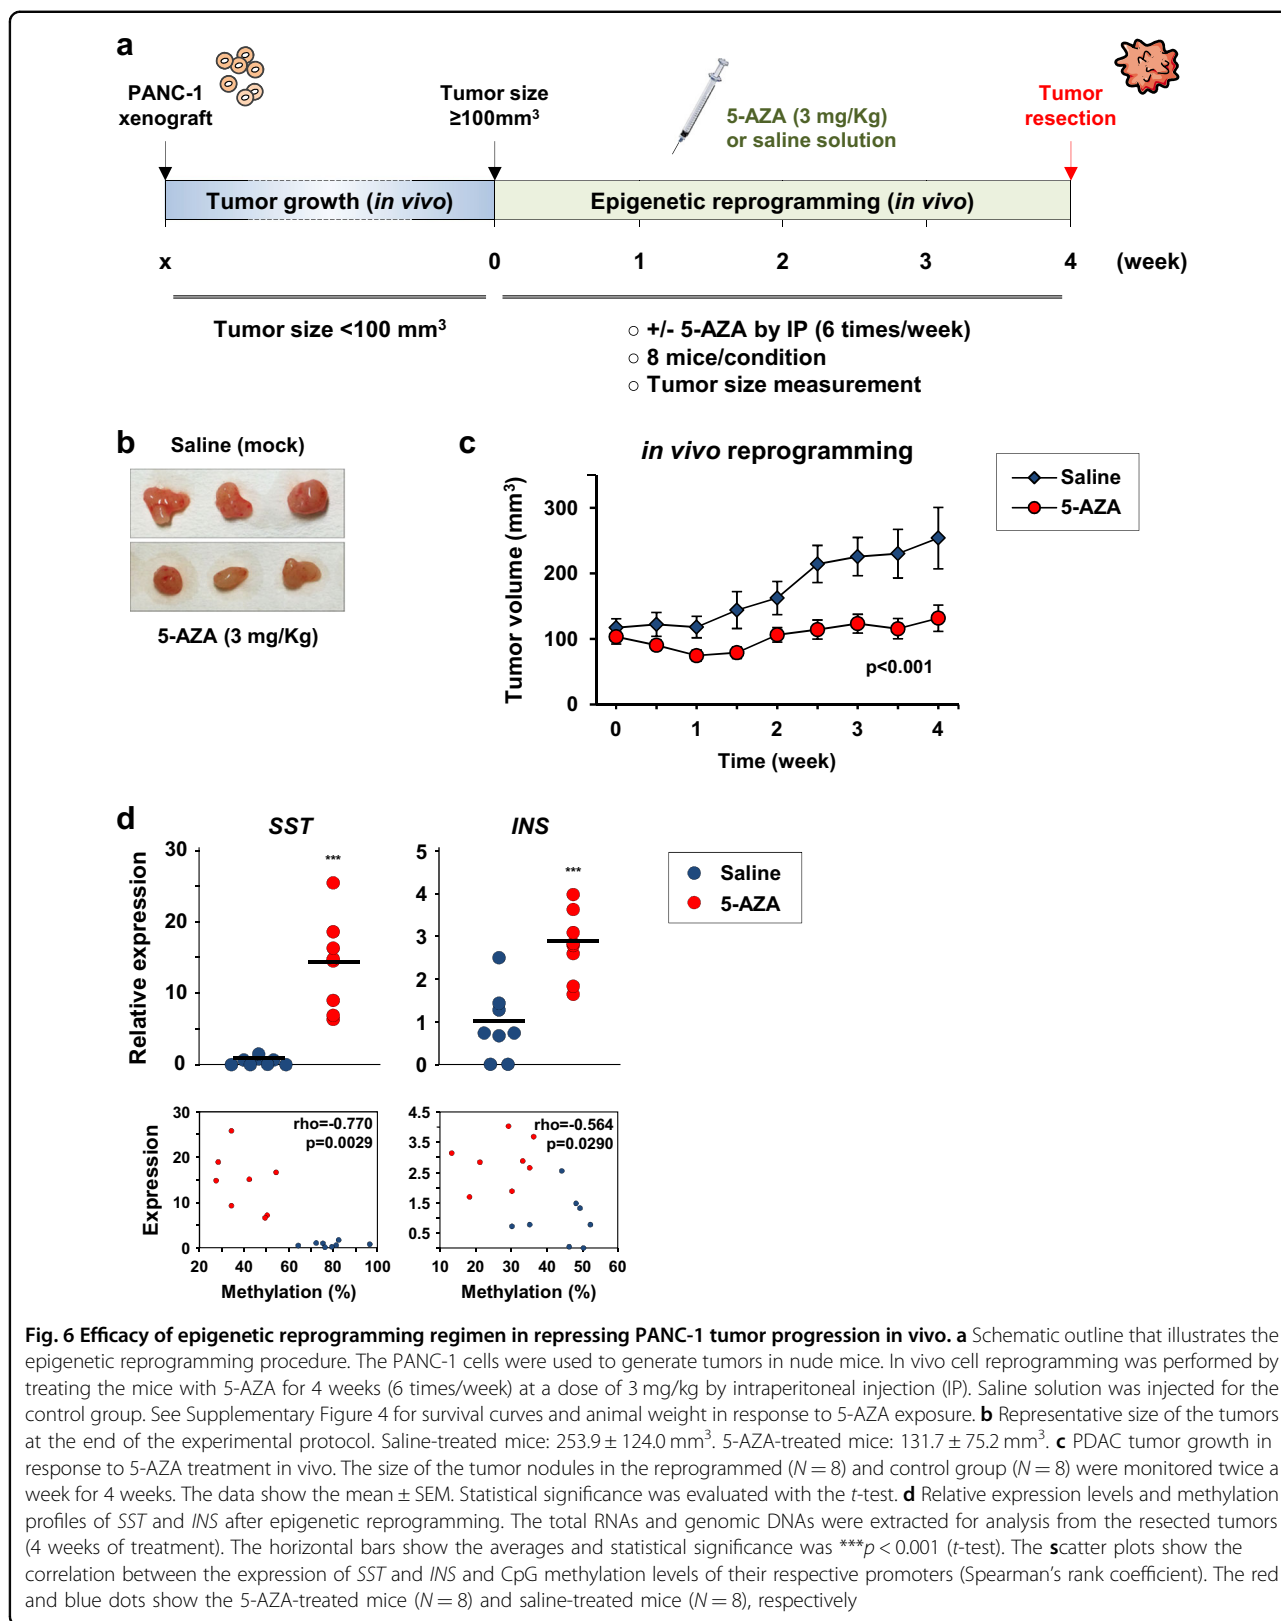 a
PANC-1
xenograft
Tumor size
≥100mm³
5-AZA (3 mg/Kg)
or saline solution
Tumor
resection
Tumor growth (in vivo)
Epigenetic reprogramming (in vivo)
x 0 1 2 3 4 (week)
Tumor size <100 mm³
○ +/- 5-AZA by IP (6 times/week)
○ 8 mice/condition
○ Tumor size measurement
b
Saline (mock)
5-AZA (3 mg/Kg)
c
in vivo reprogramming
Saline
5-AZA
Tumor volume (mm³)
300
200
100
0
p<0.001
0 1 2 3 4
Time (week)
d
SST
Relative expression
30
20
10
0
***
INS
5
4
3
2
1
0
***
Saline
5-AZA
Expression
30
20
10
0
rho=-0.770
p=0.0029
20 40 60 80 100
Methylation (%)
4.5
3.5
2.5
1.5
0.5
rho=-0.564
p=0.0290
10 20 30 40 50 60
Methylation (%)
Fig. 6 Efficacy of epigenetic reprogramming regimen in repressing PANC-1 tumor progression in vivo. a Schematic outline that illustrates the
epigenetic reprogramming procedure. The PANC-1 cells were used to generate tumors in nude mice. In vivo cell reprogramming was performed by
treating the mice with 5-AZA for 4 weeks (6 times/week) at a dose of 3 mg/kg by intraperitoneal injection (IP). Saline solution was injected for the
control group. See Supplementary Figure 4 for survival curves and animal weight in response to 5-AZA exposure. b Representative size of the tumors
at the end of the experimental protocol. Saline-treated mice: 253.9 ± 124.0 mm³. 5-AZA-treated mice: 131.7 ± 75.2 mm³. c PDAC tumor growth in
response to 5-AZA treatment in vivo. The size of the tumor nodules in the reprogrammed (N = 8) and control group (N = 8) were monitored twice a
week for 4 weeks. The data show the mean ± SEM. Statistical significance was evaluated with the t-test. d Relative expression levels and methylation
profiles of SST and INS after epigenetic reprogramming. The total RNAs and genomic DNAs were extracted for analysis from the resected tumors
(4 weeks of treatment). The horizontal bars show the averages and statistical significance was ***p < 0.001 (t-test). The scatter plots show the
correlation between the expression of SST and INS and CpG methylation levels of their respective promoters (Spearman's rank coefficient). The red
and blue dots show the 5-AZA-treated mice (N = 8) and saline-treated mice (N = 8), respectively